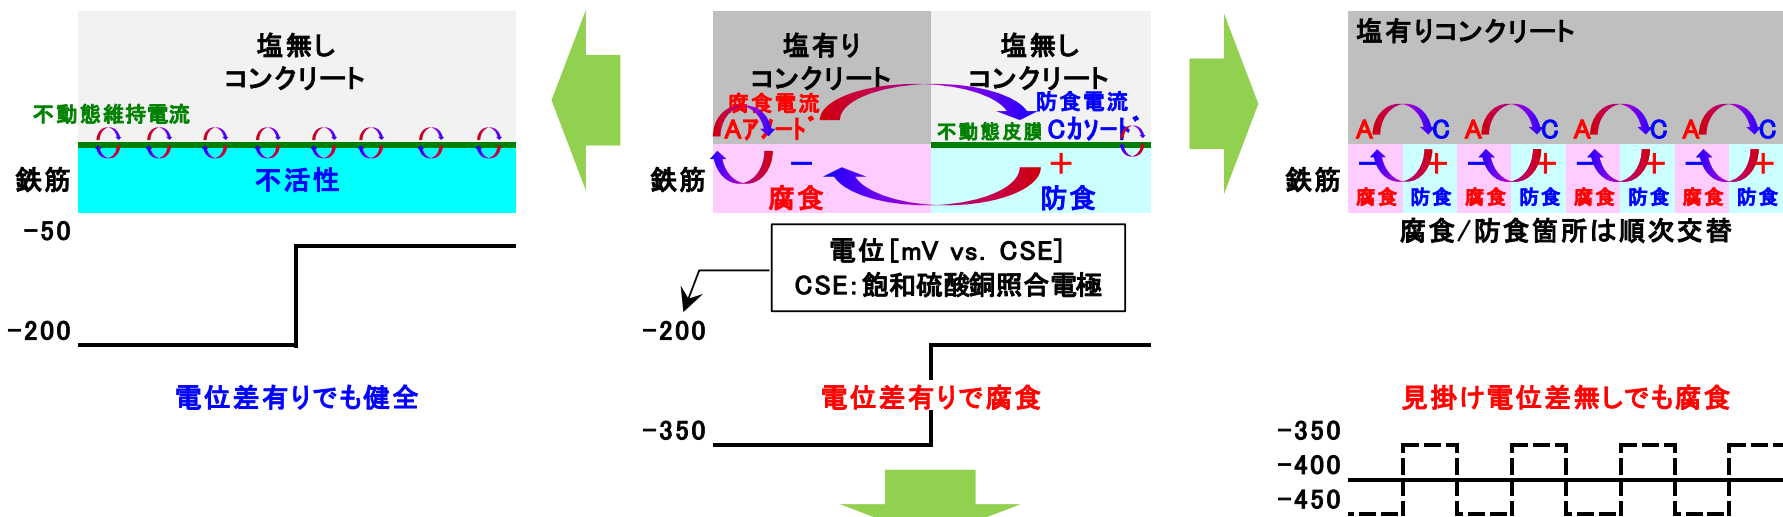 塩無し
コンクリート
不動態維持電流
鉄筋
不活性
-50
-200
電位差有りでも健全
塩有り
コンクリート
塩無し
コンクリート
腐食電流
Aアノード
防食電流
不動態皮膜
Cカソード
鉄筋
−
+
腐食
防食
電位[mV vs. CSE]
CSE:飽和硫酸銅照合電極
-200
電位差有りで腐食
-350
塩有りコンクリート
A C A C A C A C
鉄筋
− + − + − + − +
腐食 防食 腐食 防食 腐食 防食 腐食 防食
腐食/防食箇所は順次交替
見掛け電位差無しでも腐食
-350
-400
-450